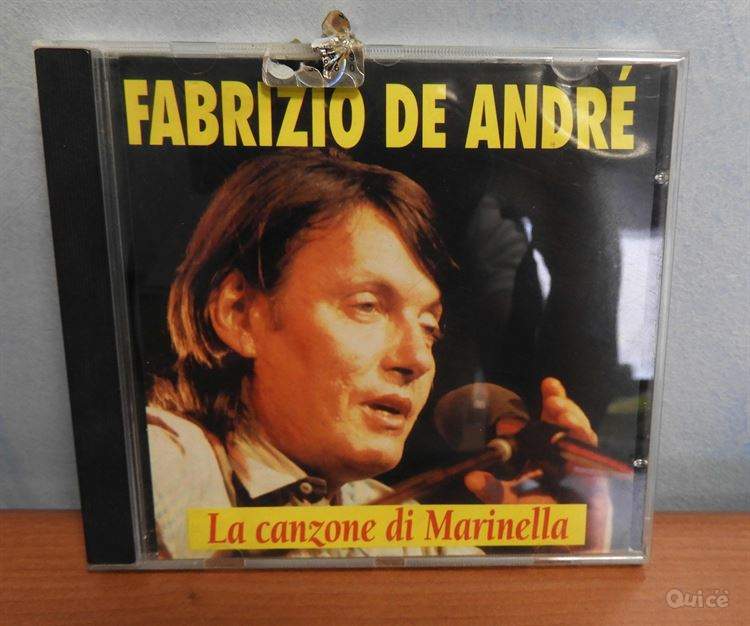 FABRIZIO DE ANDRÉ
La canzone di Marinella
Quicè